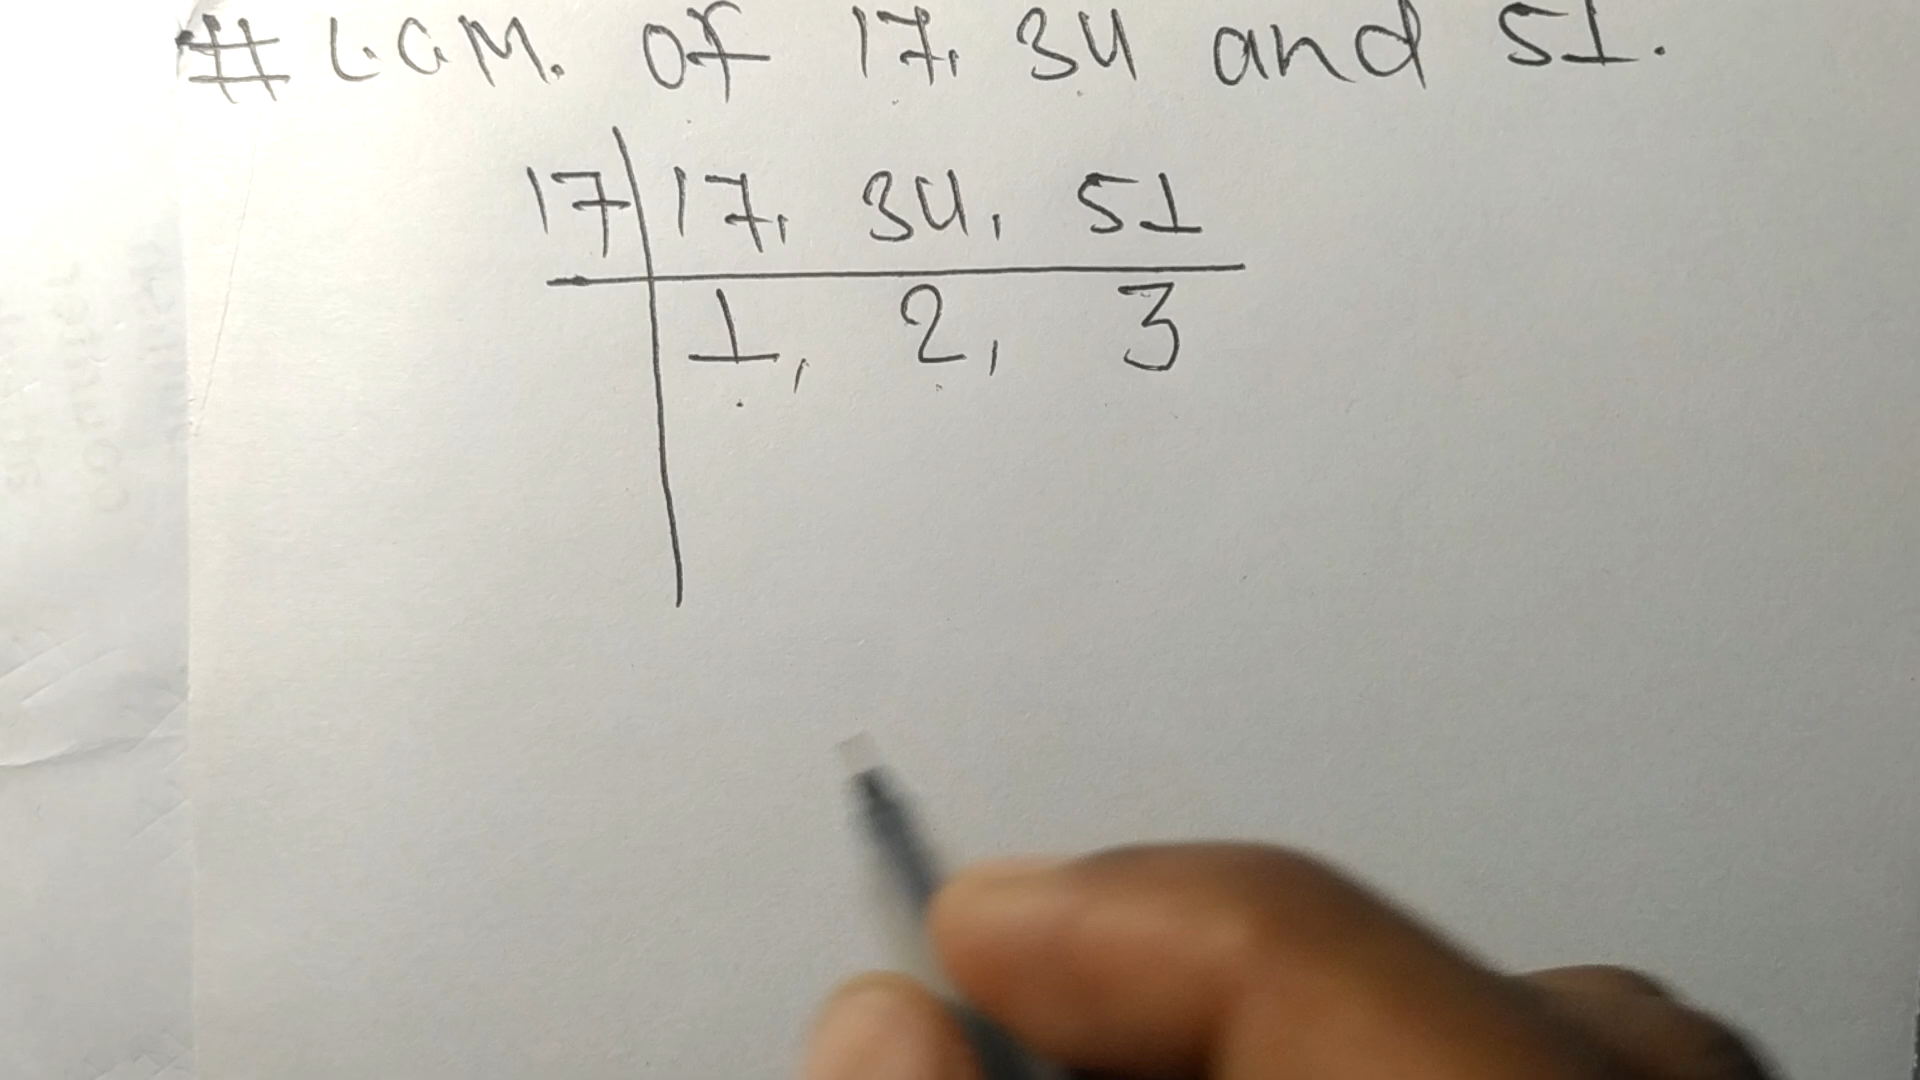 # L.C.M. of 17, 34 and 51.
17 | 17, 34, 51
1, 2, 3